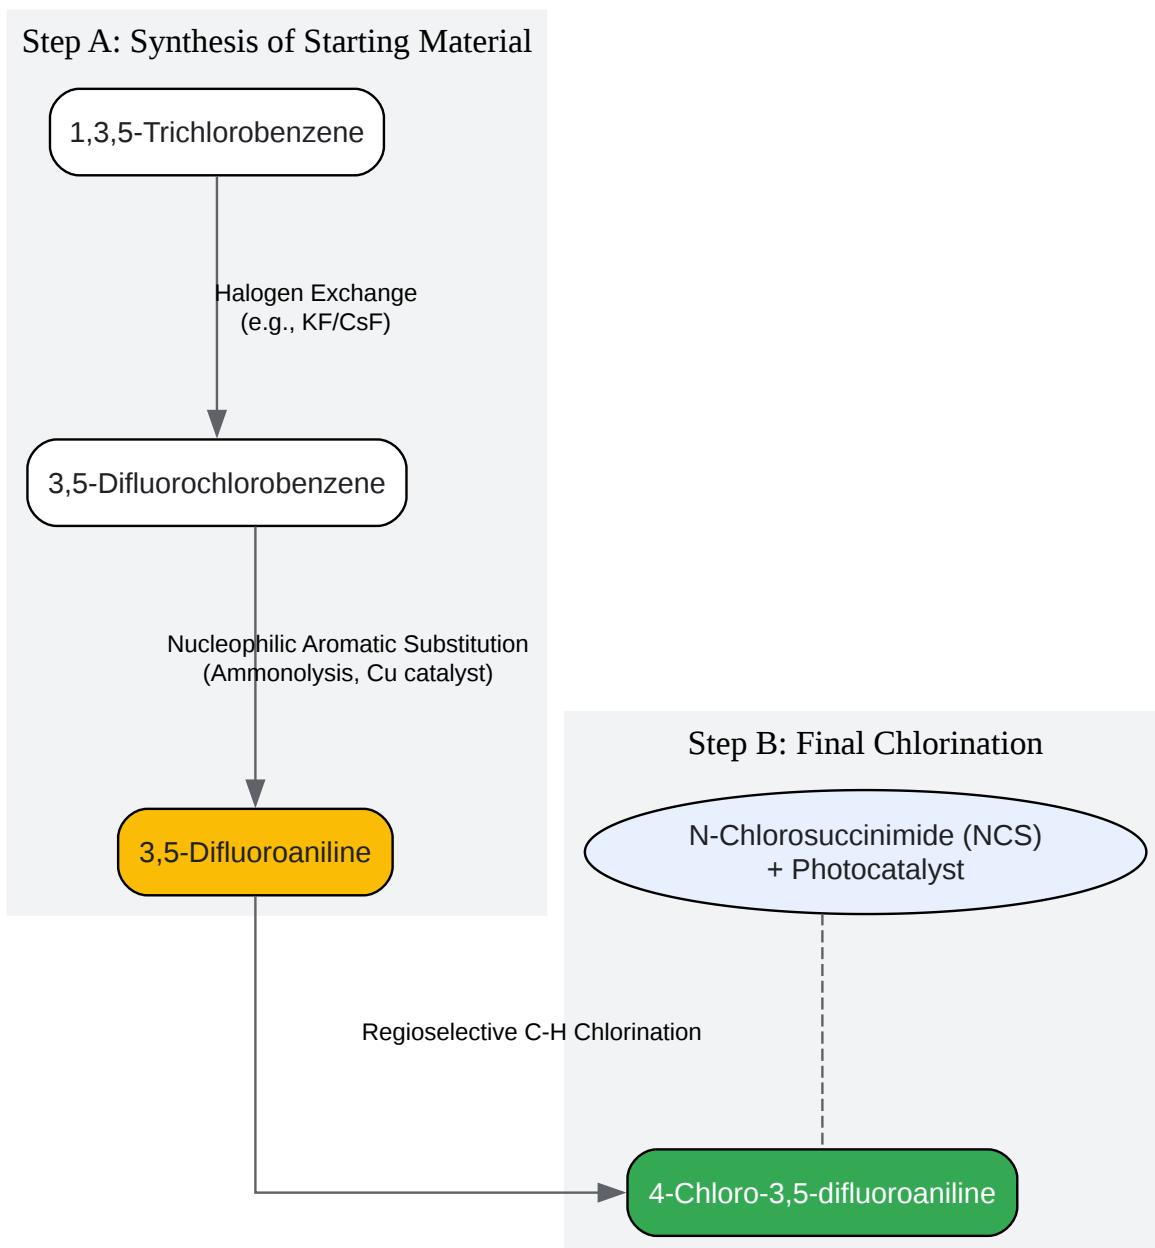 Step A: Synthesis of Starting Material
1,3,5-Trichlorobenzene
Halogen Exchange
(e.g., KF/CsF)
3,5-Difluorochlorobenzene
Nucleophilic Aromatic Substitution
(Ammonolysis, Cu catalyst)
3,5-Difluoroaniline
Step B: Final Chlorination
N-Chlorosuccinimide (NCS)
+ Photocatalyst
Regioselective C-H Chlorination
4-Chloro-3,5-difluoroaniline